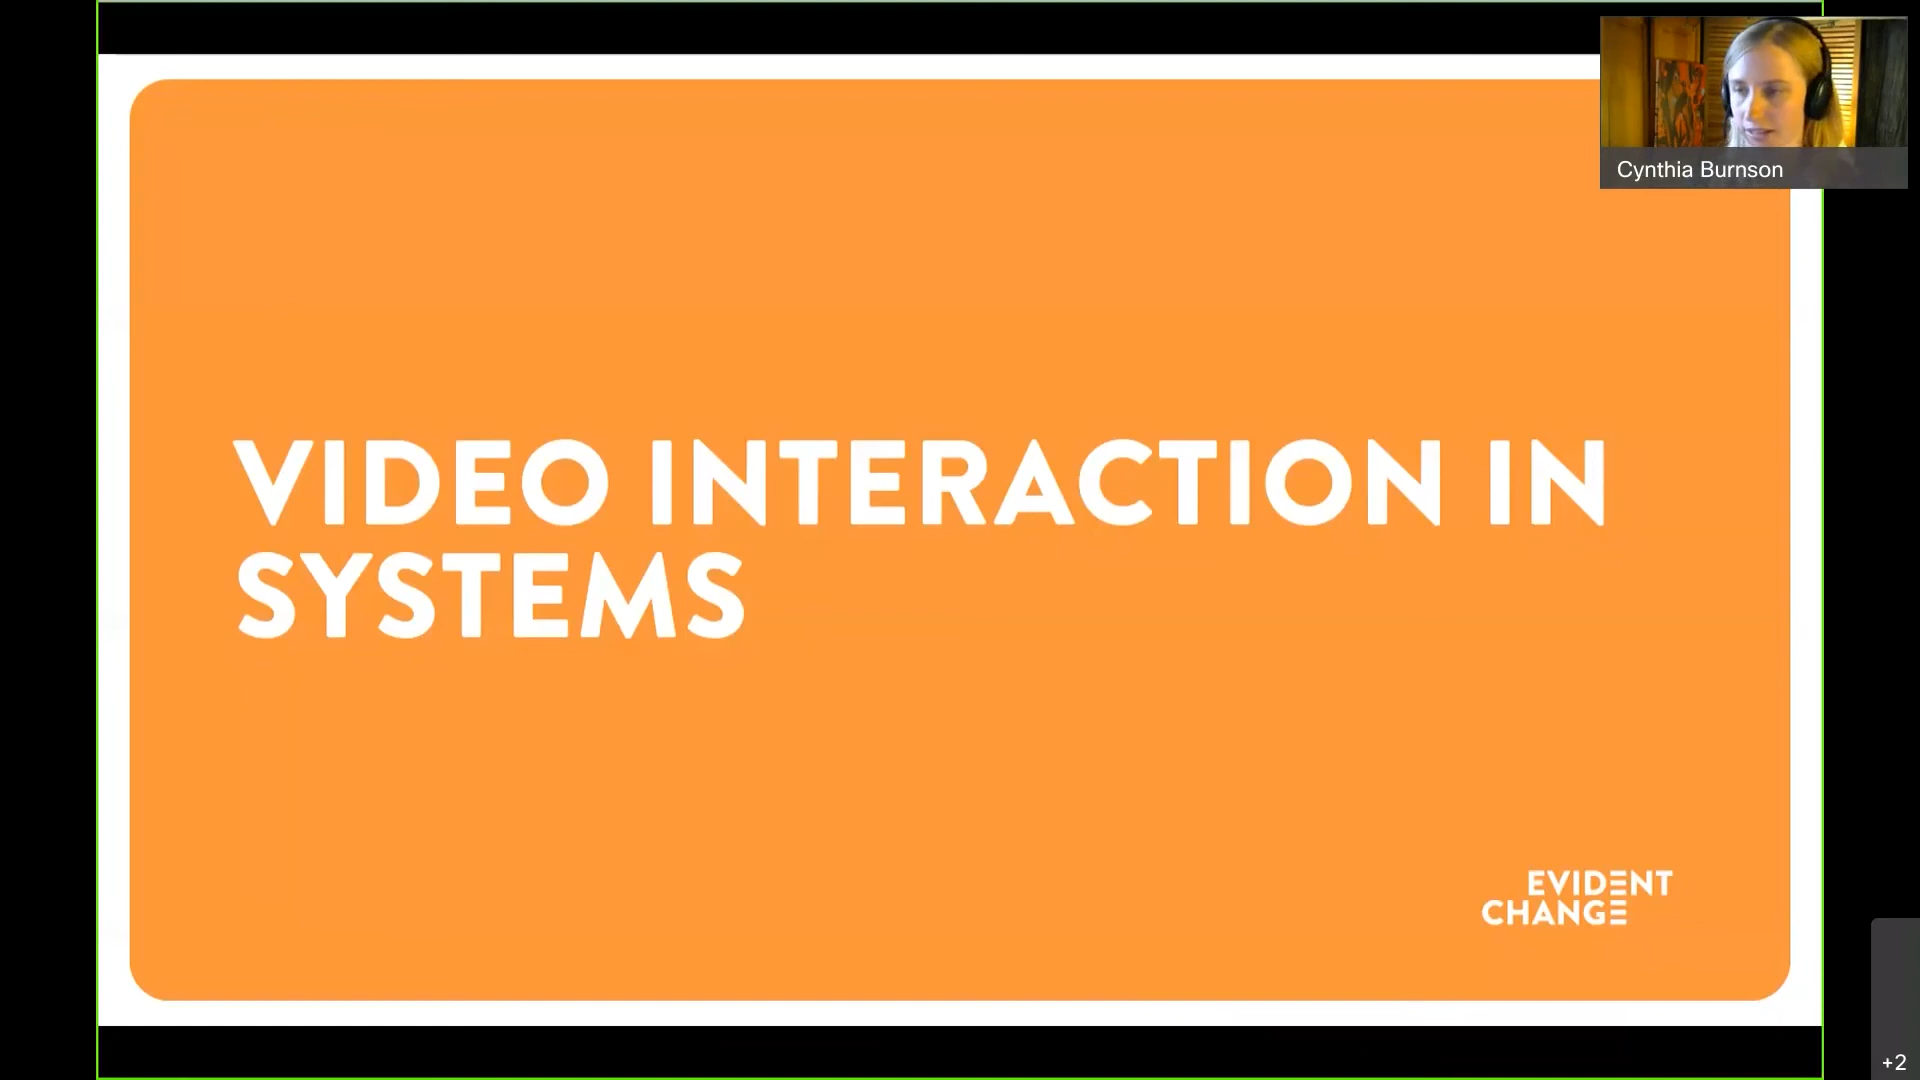 Cynthia Burnson
VIDEO INTERACTION IN
SYSTEMS
EVIDENT
CHANGE
+2